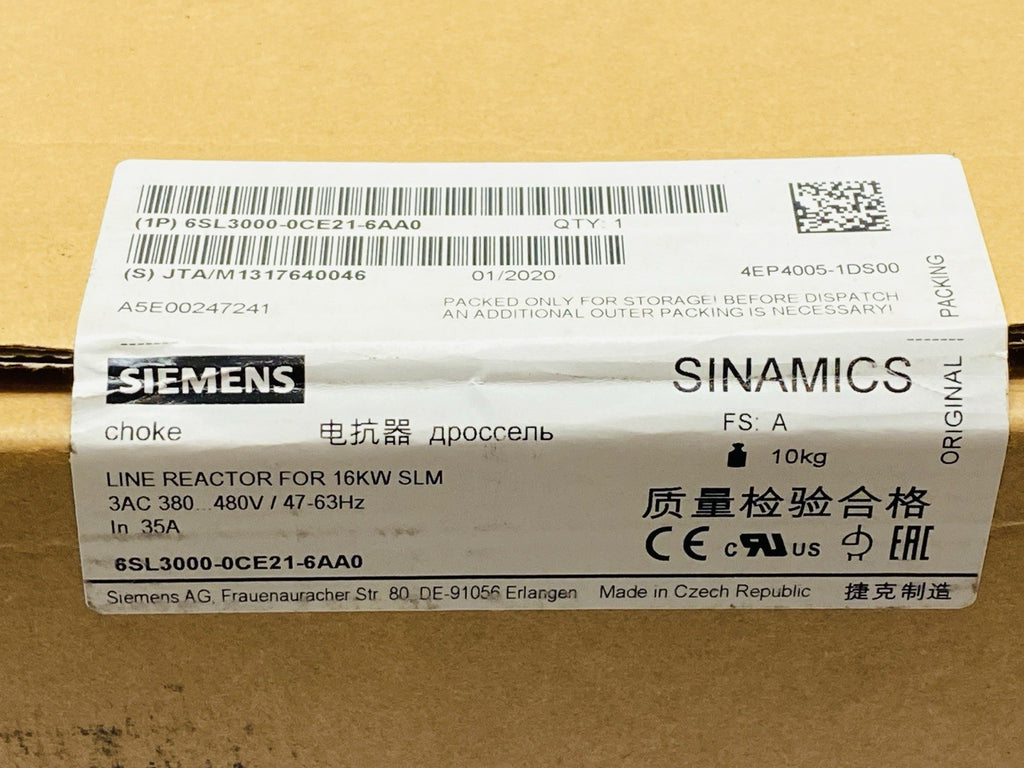 (1P) 6SL3000-0CE21-6AA0 QTY: 1
(S) JTA/M1317640046 01/2020
4EP4005-1DS00
A5E00247241
PACKED ONLY FOR STORAGE! BEFORE DISPATCH
AN ADDITIONAL OUTER PACKING IS NECESSARY!
ORIGINAL PACKING
SIEMENS
SINAMICS
choke 电抗器 дроссель
FS: A
10kg
LINE REACTOR FOR 16KW SLM
3AC 380...480V / 47-63Hz
In 35A
质量检验合格
CE c RU US EAC
6SL3000-0CE21-6AA0
Siemens AG, Frauenauracher Str. 80, DE-91056 Erlangen Made in Czech Republic 捷克制造